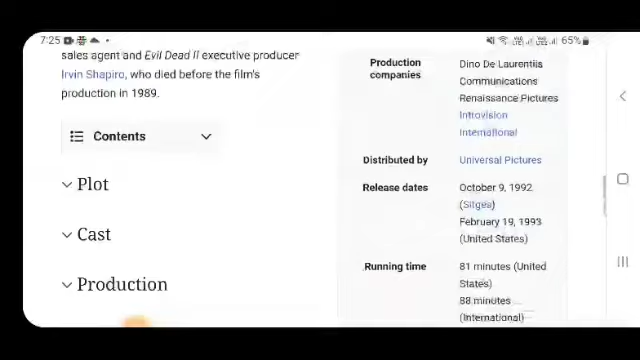 7:25 65%
sales agent and Evil Dead II executive producer
Irvin Shapiro, who died before the film's
production in 1989.
Contents
Plot
Cast
Production
Production companies
Dino De Laurentiis
Communications
Renaissance Pictures
Introvision
International
Distributed by
Universal Pictures
Release dates
October 9, 1992
(Sitges)
February 19, 1993
(United States)
Running time
81 minutes (United
States)
88 minutes
(International)